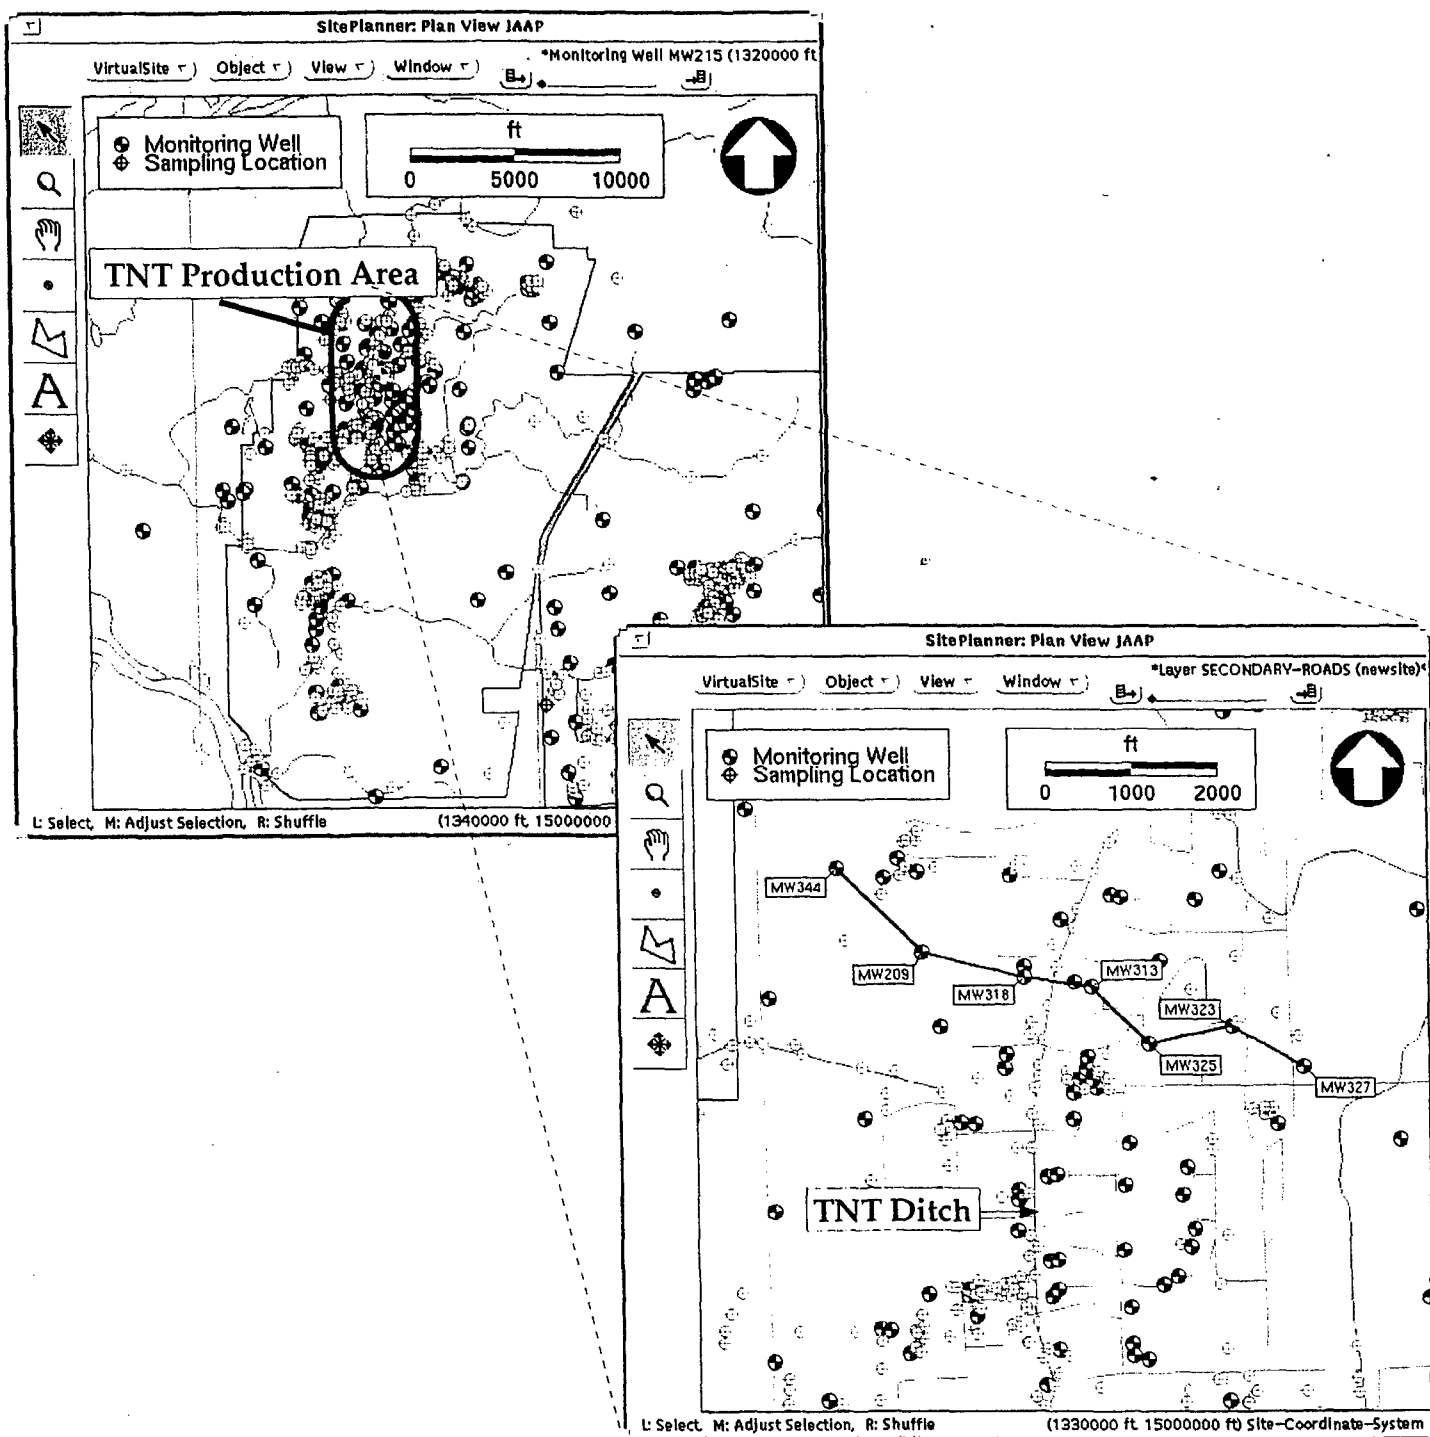 SitePlanner: Plan View JAAP
*Monitoring Well MW215 (1320000 ft
VirtualSite
Object
View
Window
Monitoring Well
Sampling Location
ft
0 5000 10000
TNT Production Area
A
L: Select, M: Adjust Selection, R: Shuffle
(1340000 ft, 15000000
SitePlanner: Plan View JAAP
*Layer SECONDARY-ROADS (newsite)*
VirtualSite
Object
View
Window
Monitoring Well
Sampling Location
ft
0 1000 2000
MW344
MW209
MW318
MW313
MW323
MW325
MW327
A
TNT Ditch
L: Select, M: Adjust Selection, R: Shuffle
(1330000 ft, 15000000 ft) Site-Coordinate-System